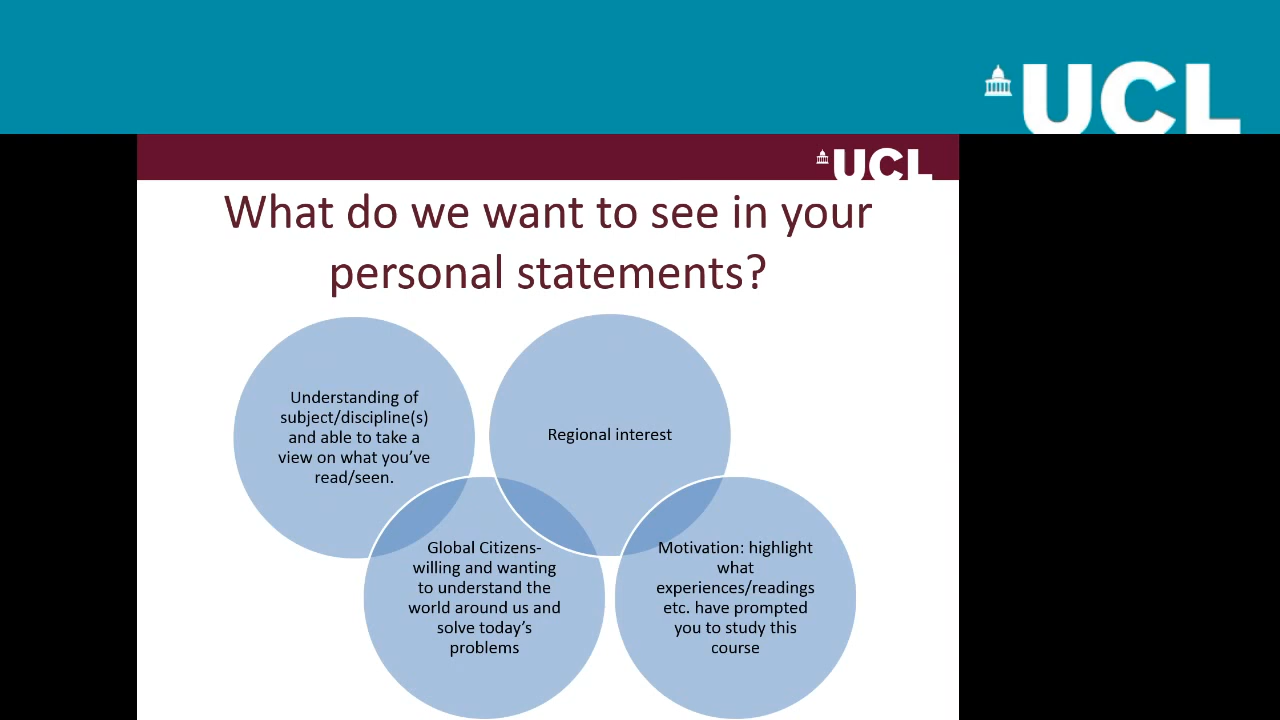 UCL
UCL
What do we want to see in your
personal statements?
Understanding of
subject/discipline(s)
and able to take a
view on what you've
read/seen.
Regional interest
Global Citizens-
willing and wanting
to understand the
world around us and
solve today's
problems
Motivation: highlight
what
experiences/readings
etc. have prompted
you to study this
course